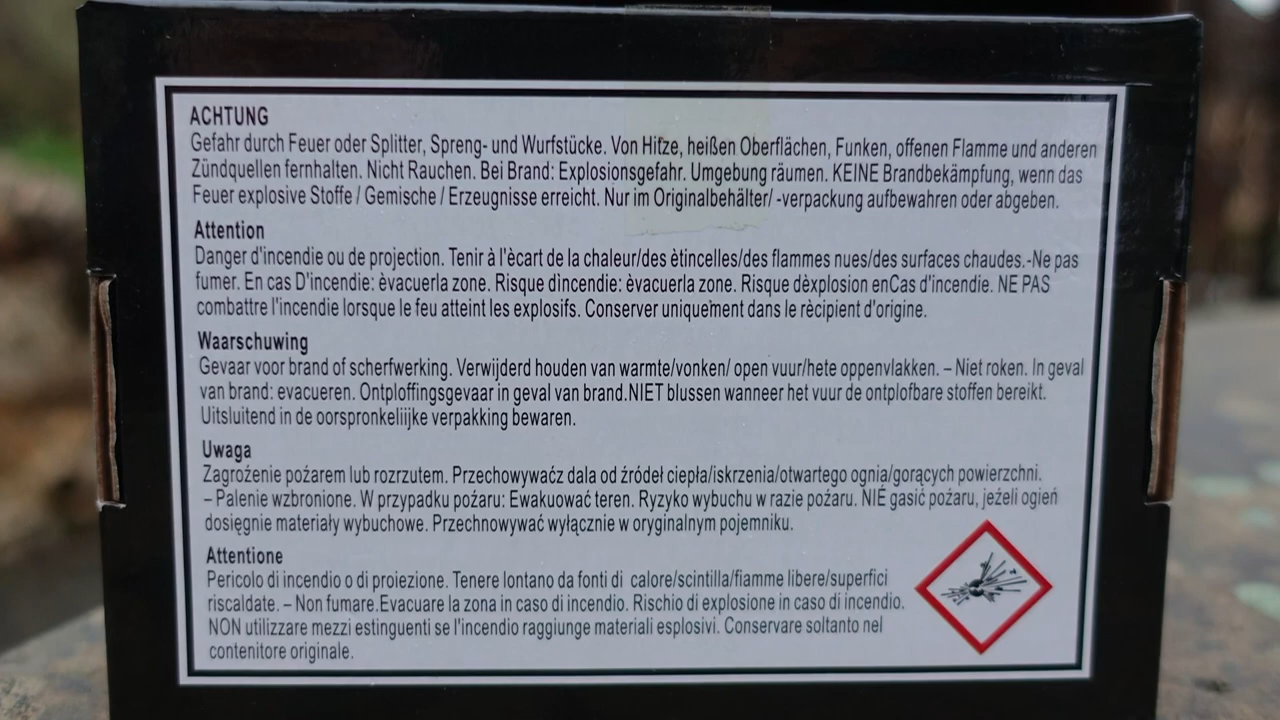 ACHTUNG
Gefahr durch Feuer oder Splitter, Spreng- und Wurfstücke. Von Hitze, heißen Oberflächen, Funken, offenen Flamme und anderen
Zündquellen fernhalten. Nicht Rauchen. Bei Brand: Explosionsgefahr. Umgebung räumen. KEINE Brandbekämpfung, wenn das
Feuer explosive Stoffe / Gemische / Erzeugnisse erreicht. Nur im Originalbehälter/ -verpackung aufbewahren oder abgeben.
Attention
Danger d'incendie ou de projection. Tenir à l'ècart de la chaleur/des ètincelles/des flammes nues/des surfaces chaudes.-Ne pas
fumer. En cas D'incendie: èvacuerla zone. Risque dìncendie: èvacuerla zone. Risque dèxplosion enCas d'incendie. NE PAS
combattre l'incendie lorsque le feu atteint les explosifs. Conserver uniquement dans le rècipient d'origine.
Waarschuwing
Gevaar voor brand of scherfwerking. Verwijderd houden van warmte/vonken/ open vuur/hete oppenvlakken. – Niet roken. In geval
van brand: evacueren. Ontploffingsgevaar in geval van brand.NIET blussen wanneer het vuur de ontplofbare stoffen bereikt.
Uitsluitend in de oorspronkeliijke verpakking bewaren.
Uwaga
Zagrożenie pożarem lub rozrzutem. Przechowywaćz dala od źródeł ciepła/iskrzenia/otwartego ognia/gorących powierzchni.
– Palenie wzbronione. W przypadku pożaru: Ewakuować teren. Ryzyko wybuchu w razie pożaru. NIÉ gasić pożaru, jeżeli ogień
dosięgnie materiały wybuchowe. Przechnowywać wyłącznie w oryginalnym pojemniku.
Attentione
Pericolo di incendio o di proiezione. Tenere lontano da fonti di calore/scintilla/fiamme libere/superfici
riscaldate. – Non fumare.Evacuare la zona in caso di incendio. Rischio di explosione in caso di incendio.
NON utilizzare mezzi estinguenti se l'incendio raggiunge materiali esplosivi. Conservare soltanto nel
contenitore originale.